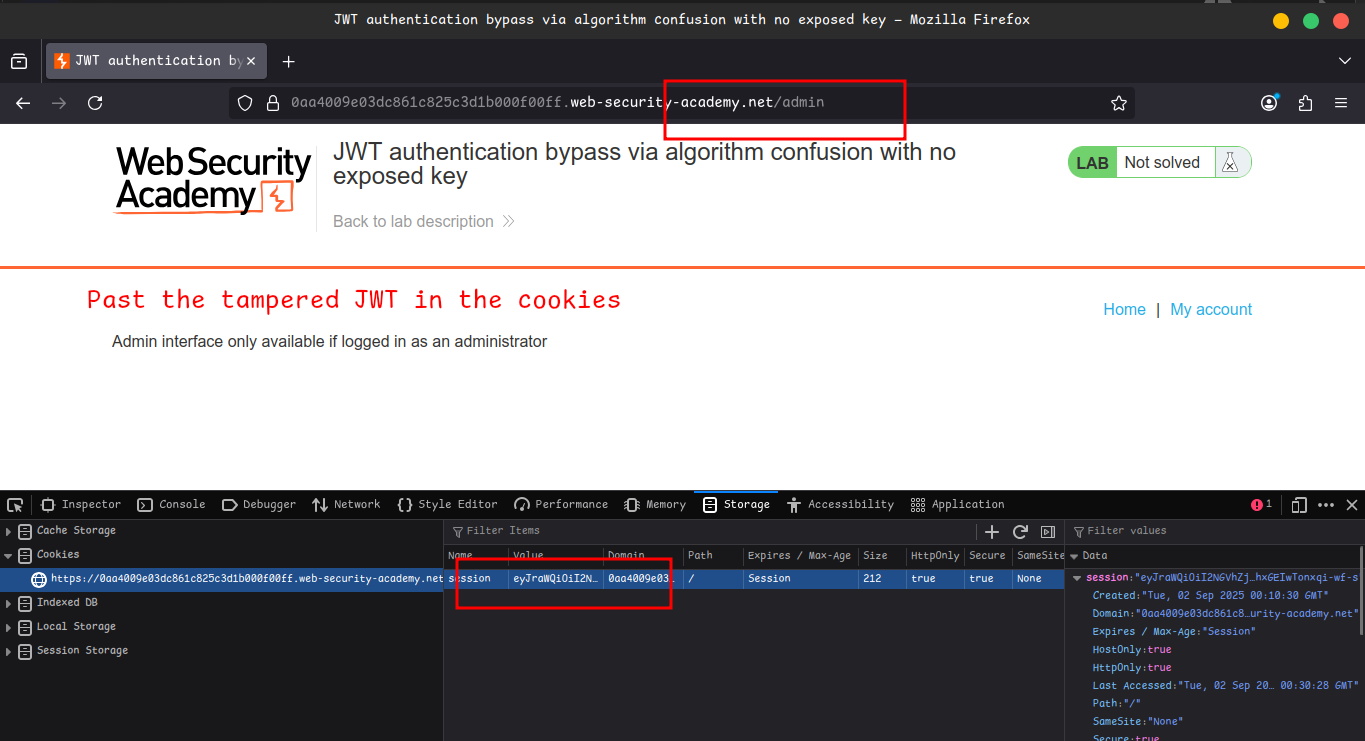 JWT authentication bypass via algorithm confusion with no exposed key — Mozilla Firefox
JWT authentication by
0aa4009e03dc861c825c3d1b000f00ff.web-security-academy.net/admin
Web Security
Academy
JWT authentication bypass via algorithm confusion with no
exposed key
Back to lab description
LAB Not solved
Past the tampered JWT in the cookies
Home | My account
Admin interface only available if logged in as an administrator
Inspector Console Debugger Network Style Editor Performance Memory Storage Accessibility Application 1
Cache Storage
Cookies
https://0aa4009e03dc861c825c3d1b000f00ff.web-security-academy.net
Indexed DB
Local Storage
Session Storage
Filter Items
Name Value Domain Path Expires / Max-Age Size HttpOnly Secure SameSite
session eyJraWQiOiI2N… 0aa4009e03… / Session 212 true true None
Filter values
Data
session:"eyJraWQiOiI2NGVhZj…hxGEIwTonxqi-wf-s
Created:"Tue, 02 Sep 2025 00:10:30 GMT"
Domain:"0aa4009e03dc861c8…urity-academy.net"
Expires / Max-Age:"Session"
HostOnly:true
HttpOnly:true
Last Accessed:"Tue, 02 Sep 20… 00:30:28 GMT"
Path:"/"
SameSite:"None"
Secure:true